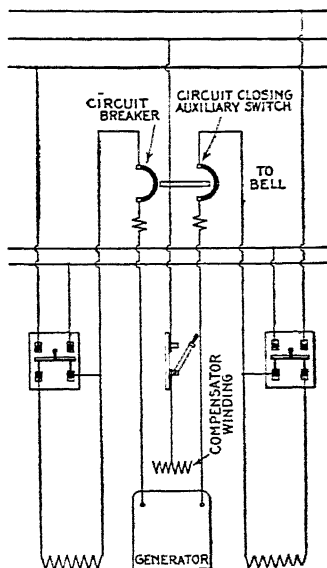 CIRCUIT
BREAKER
CIRCUIT CLOSING
AUXILIARY SWITCH
TO
BELL
COMPENSATOR
WINDING
GENERATOR